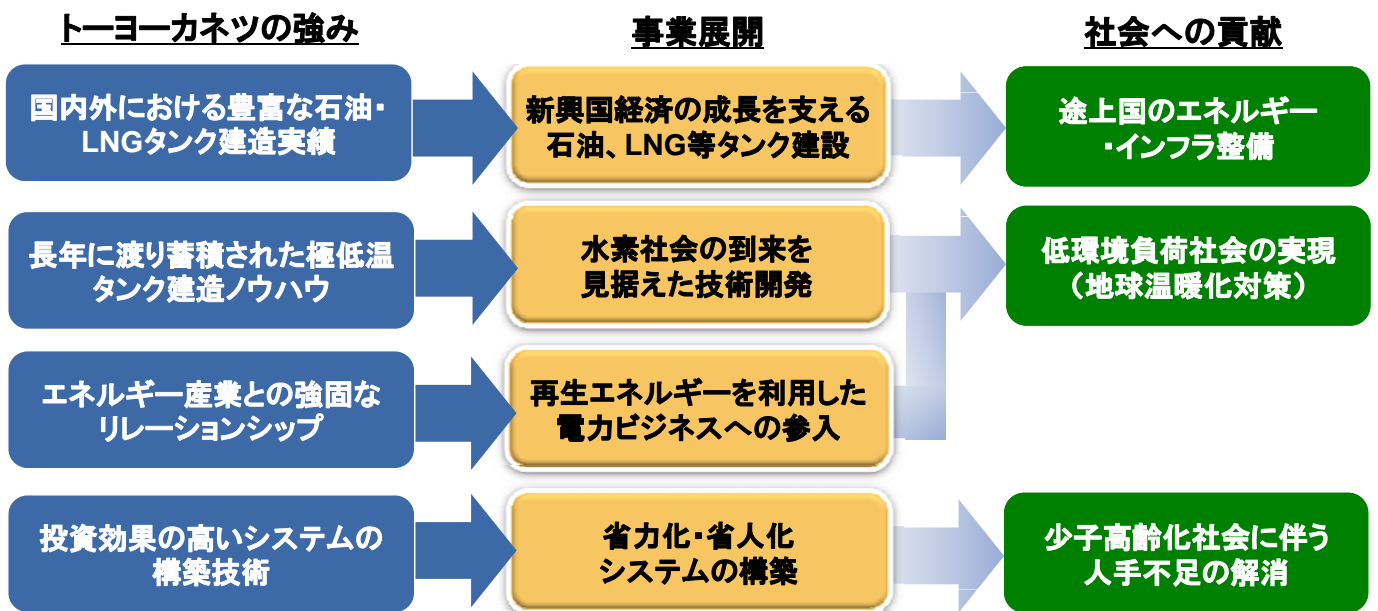 トーヨーカネツの強み
事業展開
社会への貢献
国内外における豊富な石油・
LNGタンク建造実績
新興国経済の成長を支える
石油、LNG等タンク建設
途上国のエネルギー
・インフラ整備
長年に渡り蓄積された極低温
タンク建造ノウハウ
水素社会の到来を
見据えた技術開発
低環境負荷社会の実現
（地球温暖化対策）
エネルギー産業との強固な
リレーションシップ
再生エネルギーを利用した
電力ビジネスへの参入
投資効果の高いシステムの
構築技術
省力化・省人化
システムの構築
少子高齢化社会に伴う
人手不足の解消